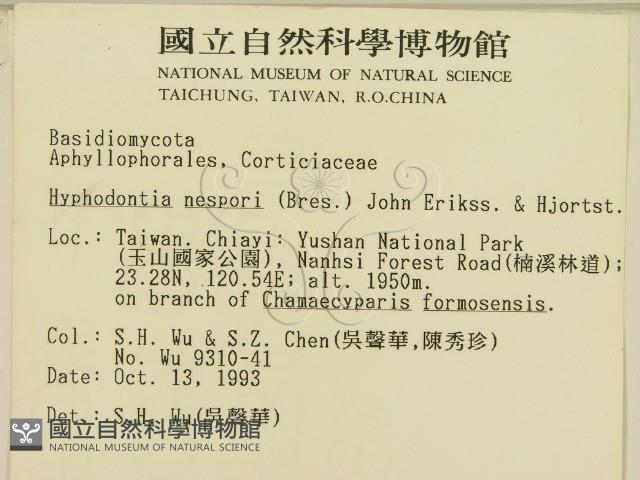 國立自然科學博物館
NATIONAL MUSEUM OF NATURAL SCIENCE
TAICHUNG, TAIWAN, R.O.CHINA
Basidiomycota
Aphyllophorales, Corticiaceae
Hyphodontia nespori (Bres.) John Erikss. & Hjortst.
Loc.: Taiwan. Chiayi: Yushan National Park
(玉山國家公園), Nanhsi Forest Road(楠溪林道);
23.28N, 120.54E; alt. 1950m.
on branch of Chamaecyparis formosensis.
Col.: S.H. Wu & S.Z. Chen(吳聲華,陳秀珍)
No. Wu 9310-41
Date: Oct. 13, 1993
Det.: S.H. Wu(吳聲華)
國立自然科學博物館
NATIONAL MUSEUM OF NATURAL SCIENCE